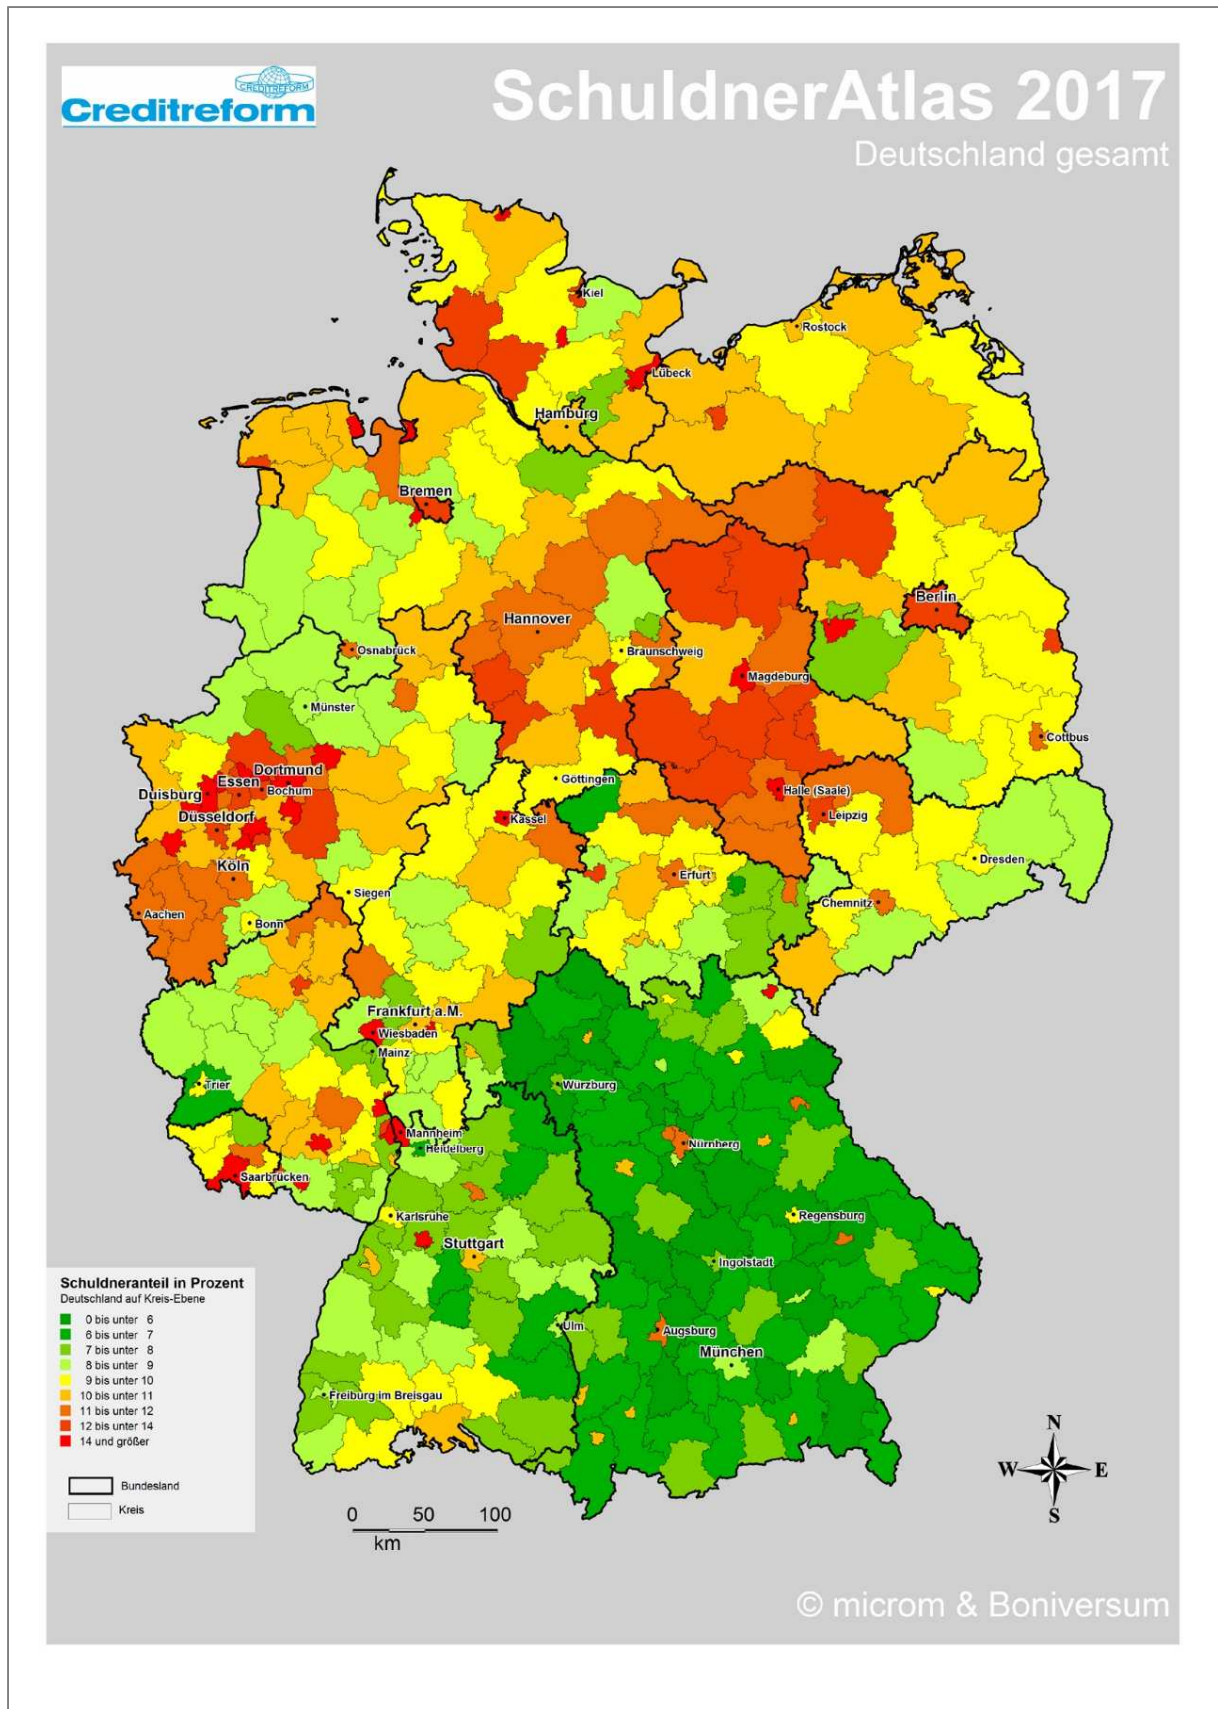 CREDITREFORM
Creditreform
SchuldnerAtlas 2017
Deutschland gesamt
Kiel
Rostock
Lübeck
Hamburg
Bremen
Berlin
Hannover
Osnabrück
Braunschweig
Magdeburg
Münster
Cottbus
Göttingen
Dortmund
Essen
Bochum
Duisburg
Halle (Saale)
Düsseldorf
Kassel
Leipzig
Dresden
Köln
Erfurt
Siegen
Chemnitz
Aachen
Bonn
Frankfurt a.M.
Wiesbaden
Mainz
Trier
Würzburg
Mannheim
Nürnberg
Heidelberg
Saarbrücken
Karlsruhe
Regensburg
Stuttgart
Ingolstadt
Ulm
Augsburg
München
Freiburg im Breisgau
Schuldneranteil in Prozent
Deutschland auf Kreis-Ebene
0 bis unter 6
6 bis unter 7
7 bis unter 8
8 bis unter 9
9 bis unter 10
10 bis unter 11
11 bis unter 12
12 bis unter 14
14 und größer
Bundesland
Kreis
0 50 100
km
N
W E
S
© microm & Boniversum